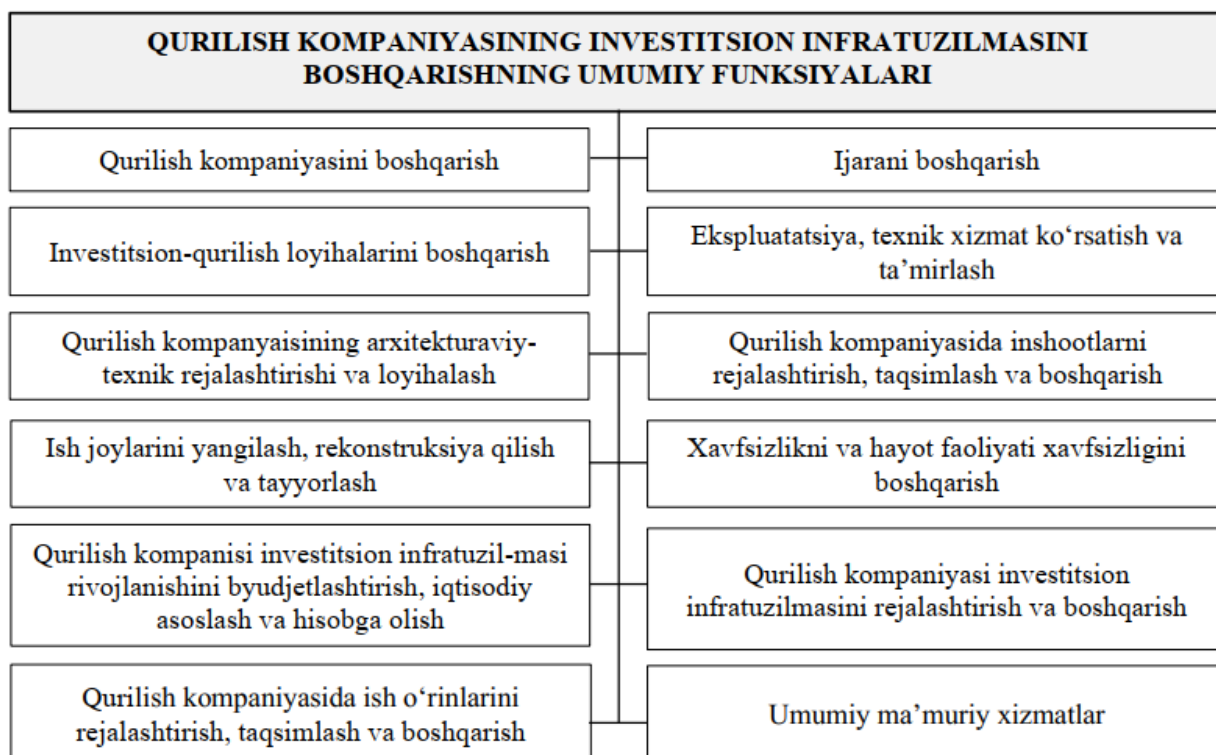 QURILISH KOMPANIYASINING INVESTITSION INFRATUZILMASINI
BOSHQARISHNING UMUMIY FUNKSIYALARI
Qurilish kompaniyasini boshqarish
Ijarani boshqarish
Investitsion-qurilish loyihalarini boshqarish
Ekspluatatsiya, texnik xizmat ko‘rsatish va
ta’mirlash
Qurilish kompanyaisining arxitekturaviy-
texnik rejalashtirishi va loyihalash
Qurilish kompaniyasida inshootlarni
rejalashtirish, taqsimlash va boshqarish
Ish joylarini yangilash, rekonstruksiya qilish
va tayyorlash
Xavfsizlikni va hayot faoliyati xavfsizligini
boshqarish
Qurilish kompanisi investitsion infratuzil-masi
rivojlanishini byudjetlashtirish, iqtisodiy
asoslash va hisobga olish
Qurilish kompaniyasi investitsion
infratuzilmasini rejalashtirish va boshqarish
Qurilish kompaniyasida ish o‘rinlarini
rejalashtirish, taqsimlash va boshqarish
Umumiy ma’muriy xizmatlar